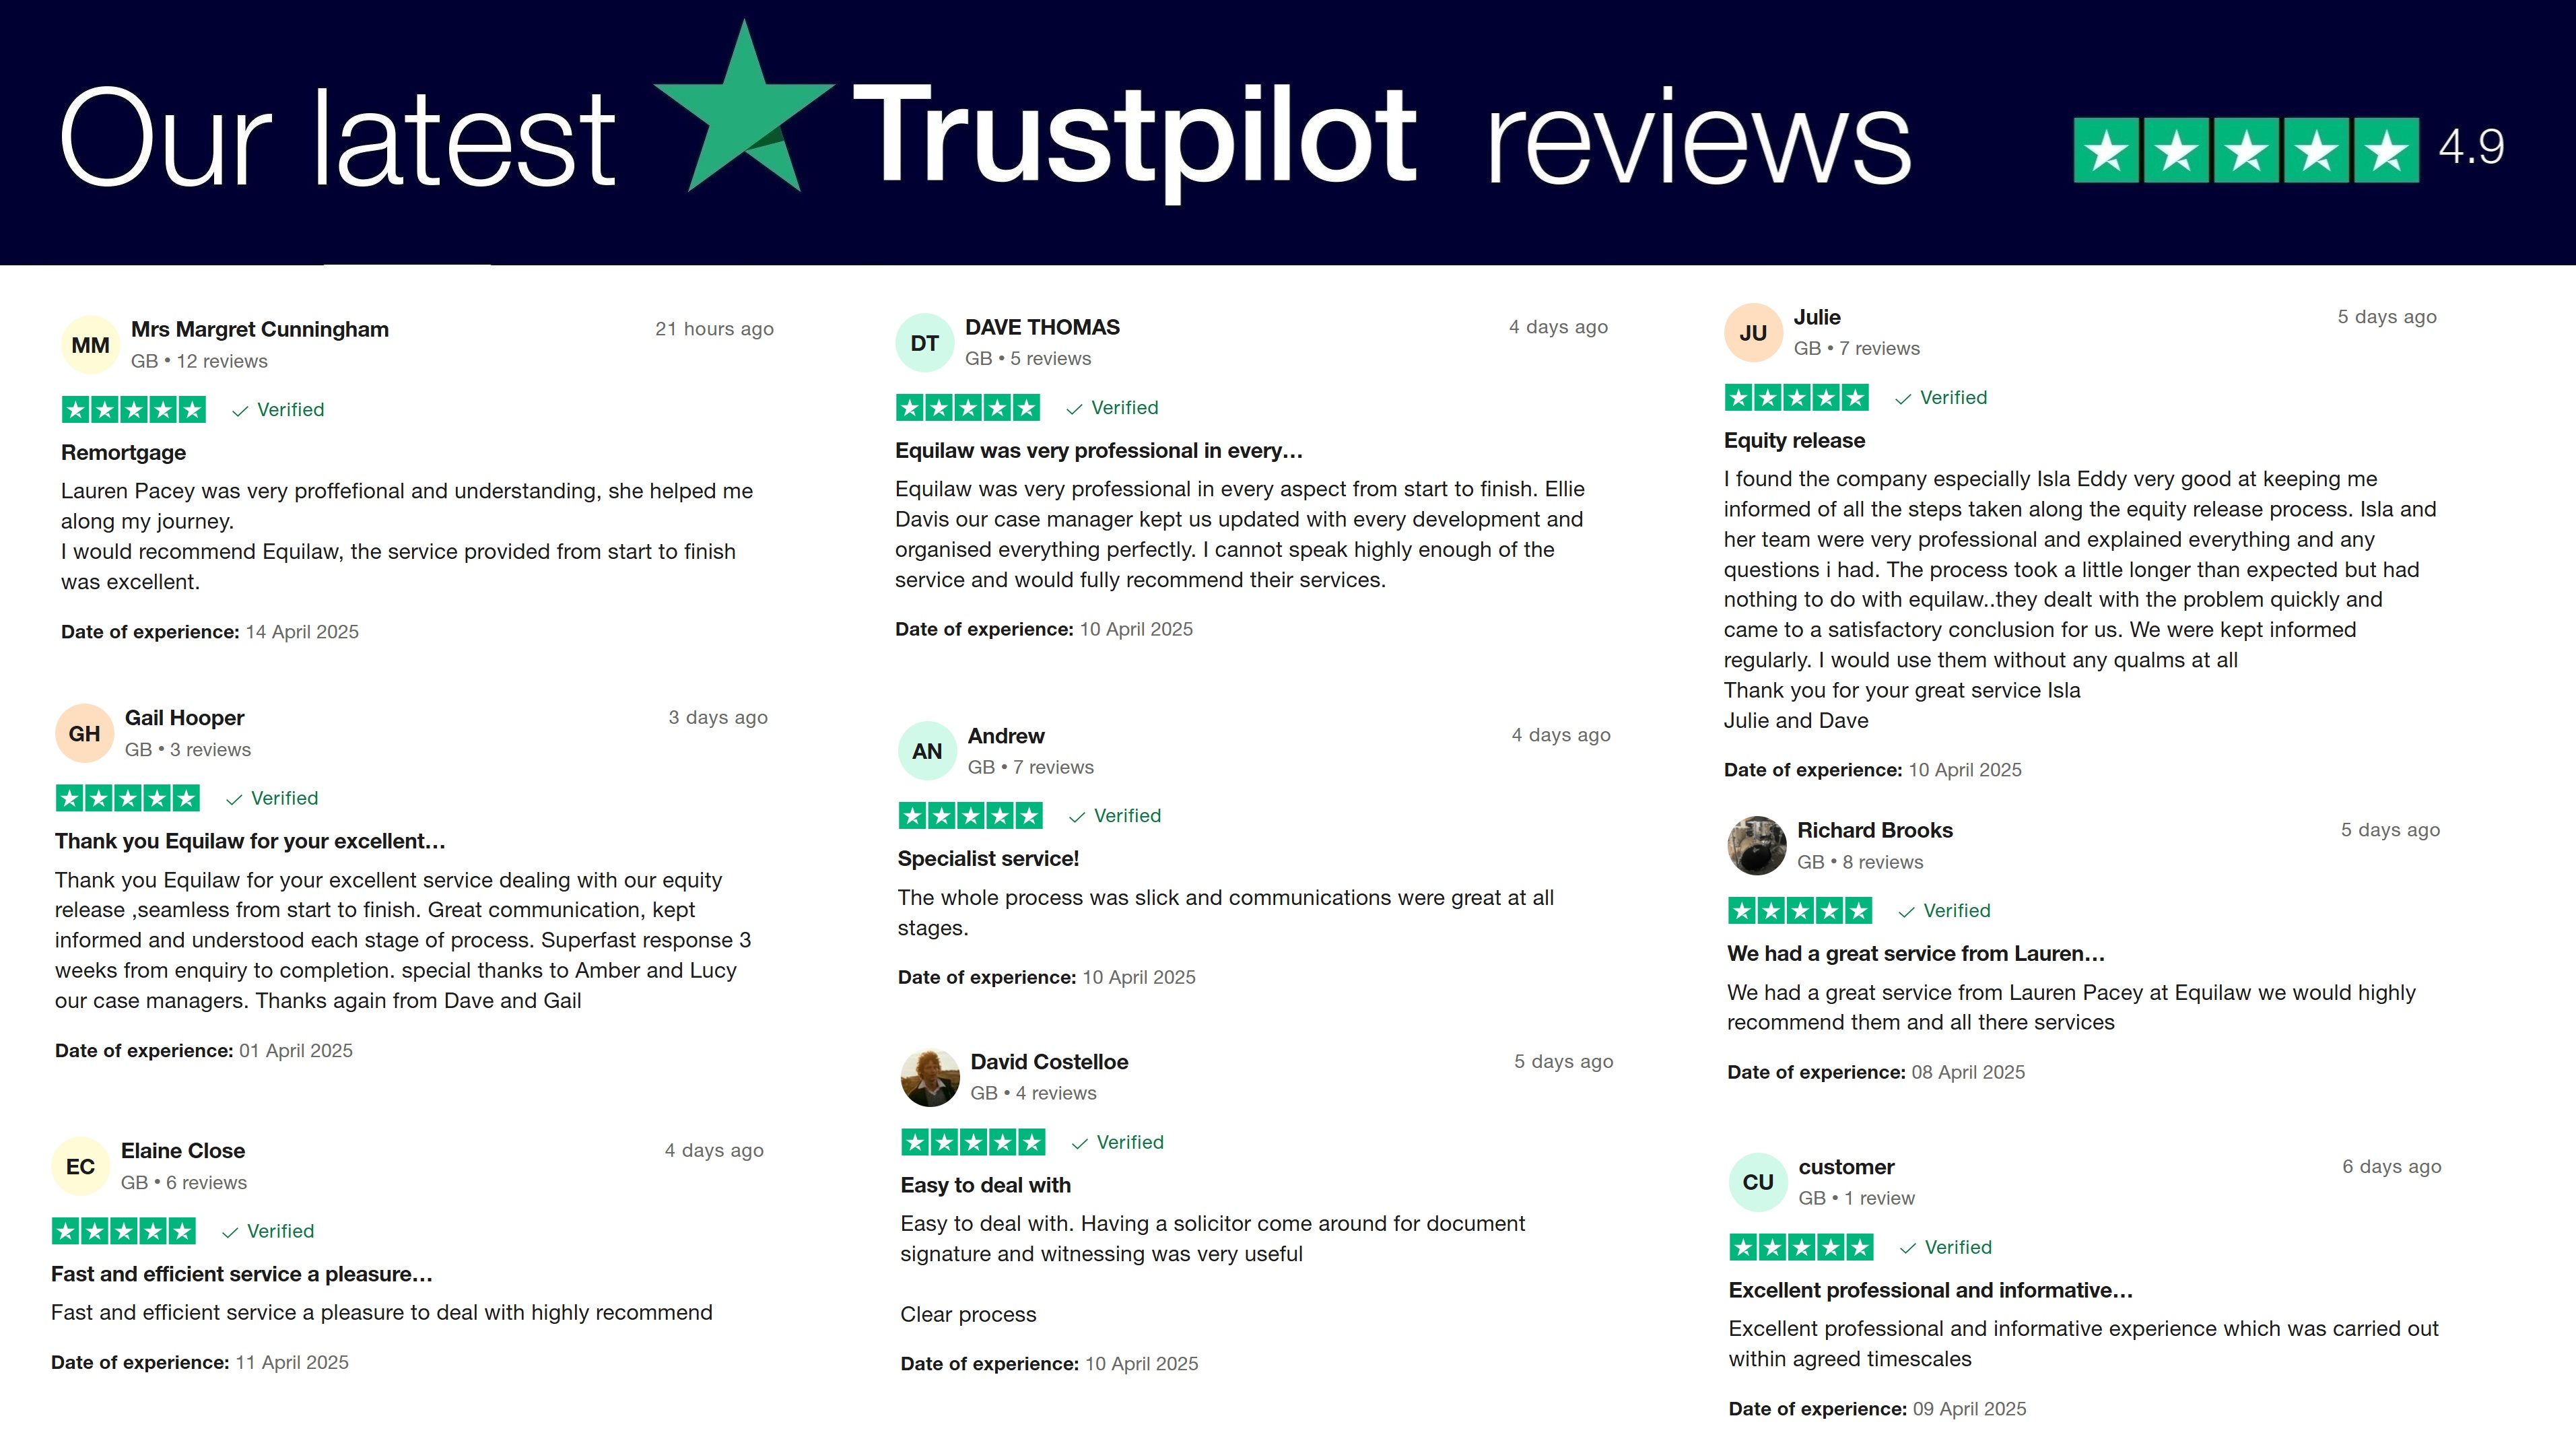 Our latest Trustpilot reviews 4.9
MM
Mrs Margret Cunningham
21 hours ago
GB • 12 reviews
Verified
Remortgage
Lauren Pacey was very proffefional and understanding, she helped me
along my journey.
I would recommend Equilaw, the service provided from start to finish
was excellent.
Date of experience: 14 April 2025
GH
Gail Hooper
3 days ago
GB • 3 reviews
Verified
Thank you Equilaw for your excellent…
Thank you Equilaw for your excellent service dealing with our equity
release ,seamless from start to finish. Great communication, kept
informed and understood each stage of process. Superfast response 3
weeks from enquiry to completion. special thanks to Amber and Lucy
our case managers. Thanks again from Dave and Gail
Date of experience: 01 April 2025
EC
Elaine Close
4 days ago
GB • 6 reviews
Verified
Fast and efficient service a pleasure…
Fast and efficient service a pleasure to deal with highly recommend
Date of experience: 11 April 2025
DT
DAVE THOMAS
4 days ago
GB • 5 reviews
Verified
Equilaw was very professional in every…
Equilaw was very professional in every aspect from start to finish. Ellie
Davis our case manager kept us updated with every development and
organised everything perfectly. I cannot speak highly enough of the
service and would fully recommend their services.
Date of experience: 10 April 2025
AN
Andrew
4 days ago
GB • 7 reviews
Verified
Specialist service!
The whole process was slick and communications were great at all
stages.
Date of experience: 10 April 2025
David Costelloe
5 days ago
GB • 4 reviews
Verified
Easy to deal with
Easy to deal with. Having a solicitor come around for document
signature and witnessing was very useful
Clear process
Date of experience: 10 April 2025
JU
Julie
5 days ago
GB • 7 reviews
Verified
Equity release
I found the company especially Isla Eddy very good at keeping me
informed of all the steps taken along the equity release process. Isla and
her team were very professional and explained everything and any
questions i had. The process took a little longer than expected but had
nothing to do with equilaw..they dealt with the problem quickly and
came to a satisfactory conclusion for us. We were kept informed
regularly. I would use them without any qualms at all
Thank you for your great service Isla
Julie and Dave
Date of experience: 10 April 2025
Richard Brooks
5 days ago
GB • 8 reviews
Verified
We had a great service from Lauren…
We had a great service from Lauren Pacey at Equilaw we would highly
recommend them and all there services
Date of experience: 08 April 2025
CU
customer
6 days ago
GB • 1 review
Verified
Excellent professional and informative…
Excellent professional and informative experience which was carried out
within agreed timescales
Date of experience: 09 April 2025